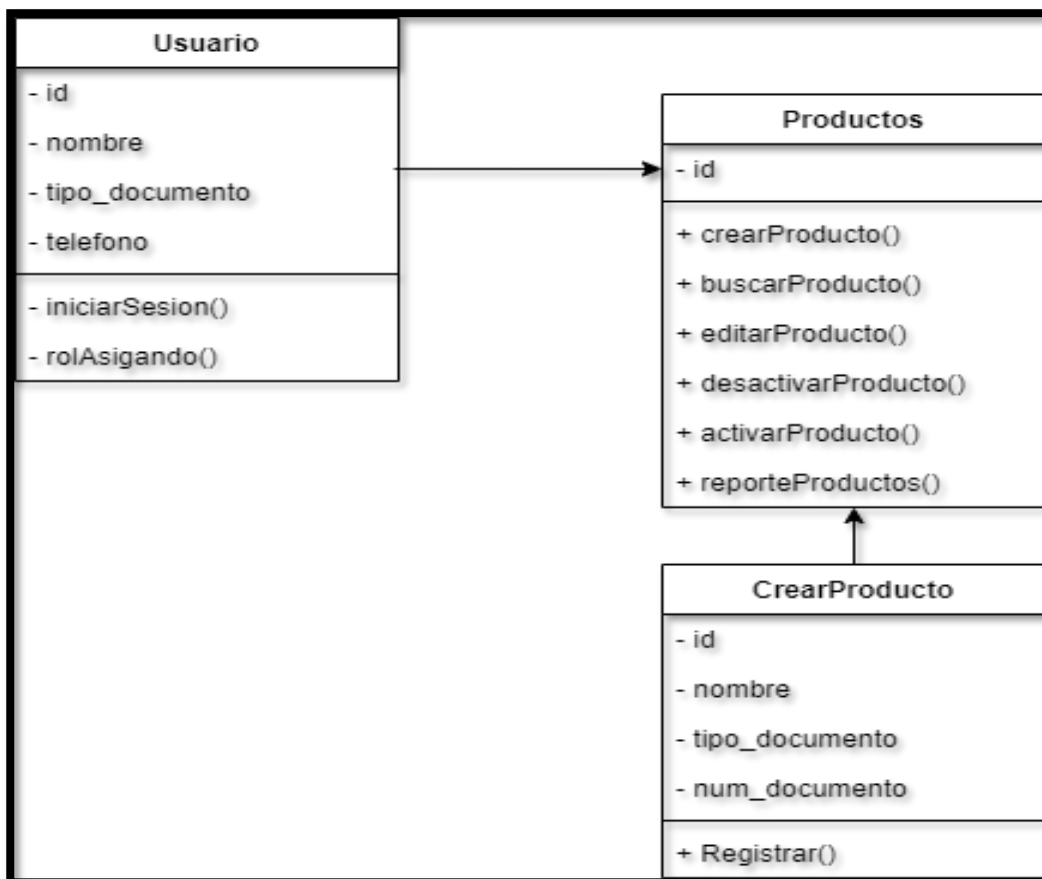 Usuario
- id
- nombre
- tipo_documento
- telefono
- iniciarSesion()
- rolAsigando()
Productos
- id
+ crearProducto()
+ buscarProducto()
+ editarProducto()
+ desactivarProducto()
+ activarProducto()
+ reporteProductos()
CrearProducto
- id
- nombre
- tipo_documento
- num_documento
+ Registrar()